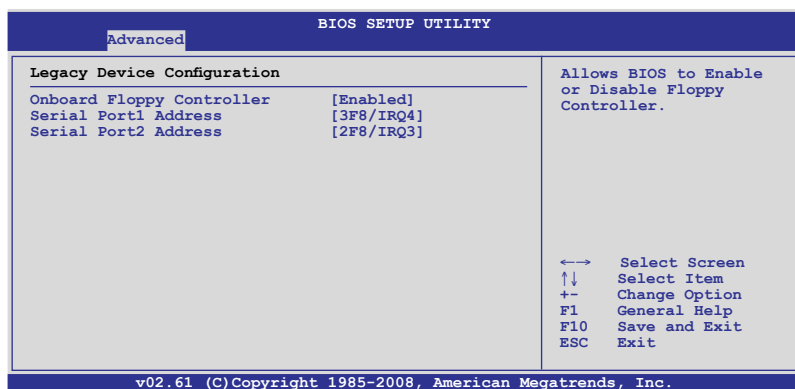 BIOS SETUP UTILITY
Advanced
Legacy Device Configuration
Onboard Floppy Controller [Enabled]
Serial Port1 Address [3F8/IRQ4]
Serial Port2 Address [2F8/IRQ3]
Allows BIOS to Enable
or Disable Floppy
Controller.
←→ Select Screen
↑↓ Select Item
+- Change Option
F1 General Help
F10 Save and Exit
ESC Exit
v02.61 (C)Copyright 1985-2008, American Megatrends, Inc.